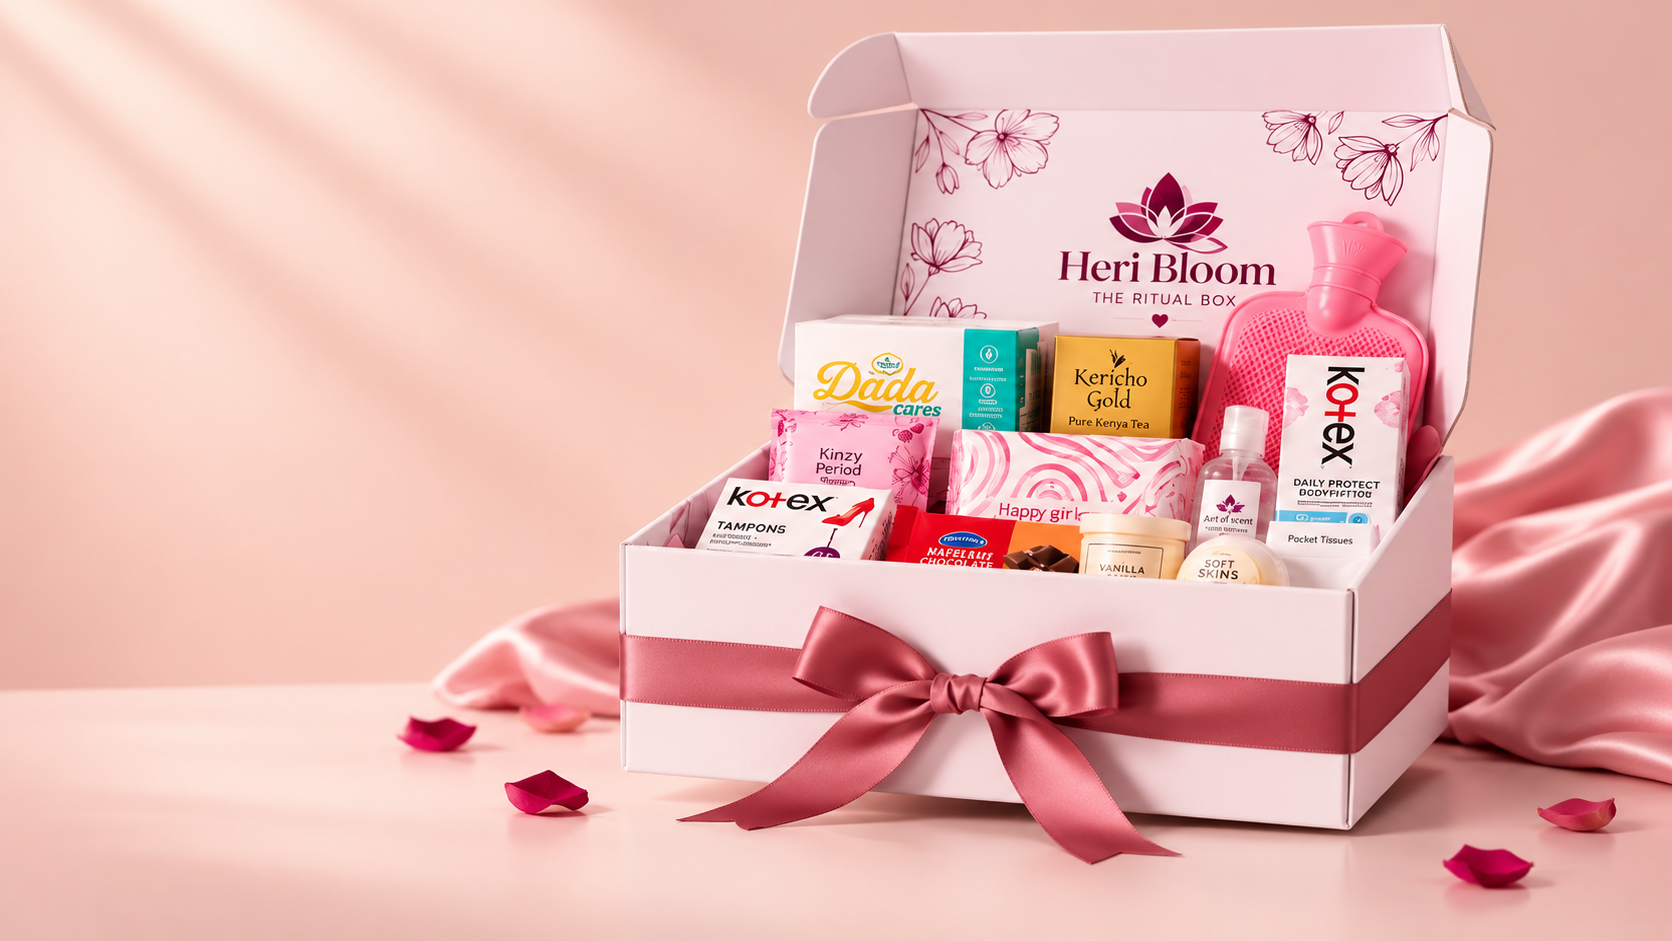 Heri Bloom
THE RITUAL BOX
Dada
cares
Kericho
Gold
Pure Kenya Tea
Kinzy
Period
Kotex
TAMPONS
Happy girl
CHOCOLATE
VANILLA
Art of scent
SOFT
SKINS
Kotex
DAILY PROTECT
Pocket Tissues